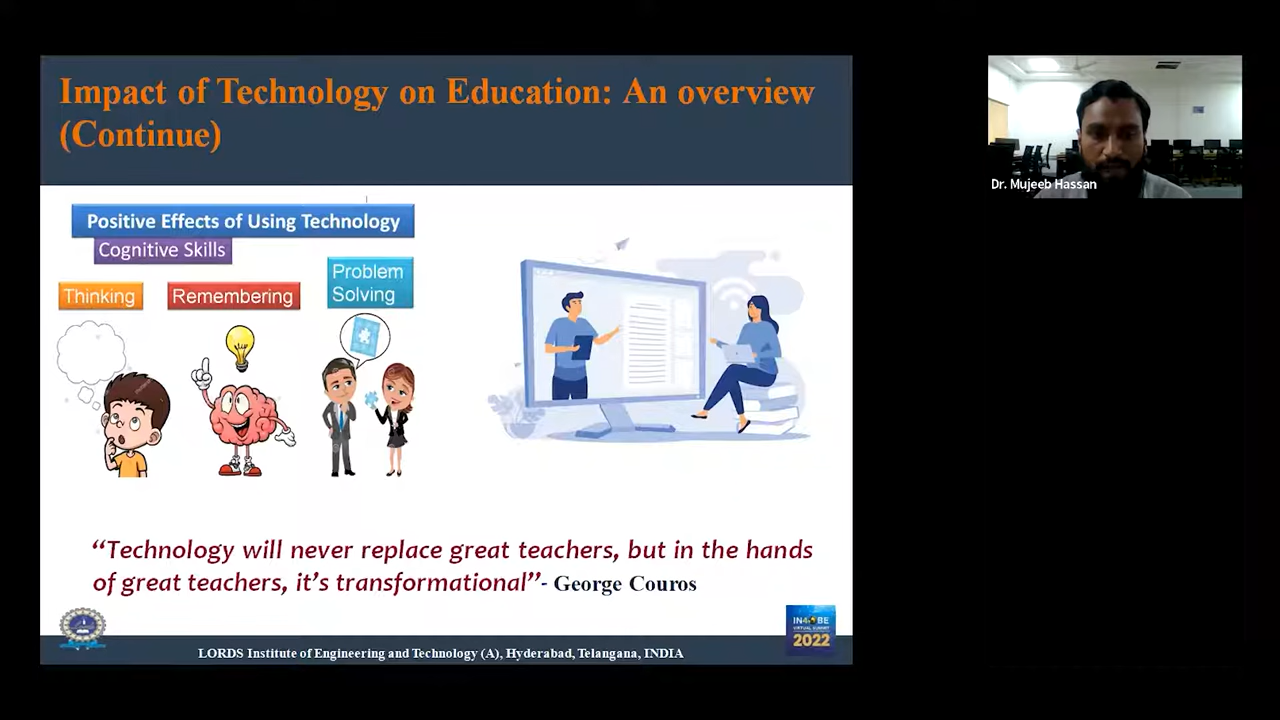 Impact of Technology on Education: An overview
(Continue)
Dr. Mujeeb Hassan
Positive Effects of Using Technology
Cognitive Skills
Thinking
Remembering
Problem
Solving
“Technology will never replace great teachers, but in the hands
of great teachers, it’s transformational”- George Couros
VIRTUAL SUMMIT
2022
LORDS Institute of Engineering and Technology (A), Hyderabad, Telangana, INDIA